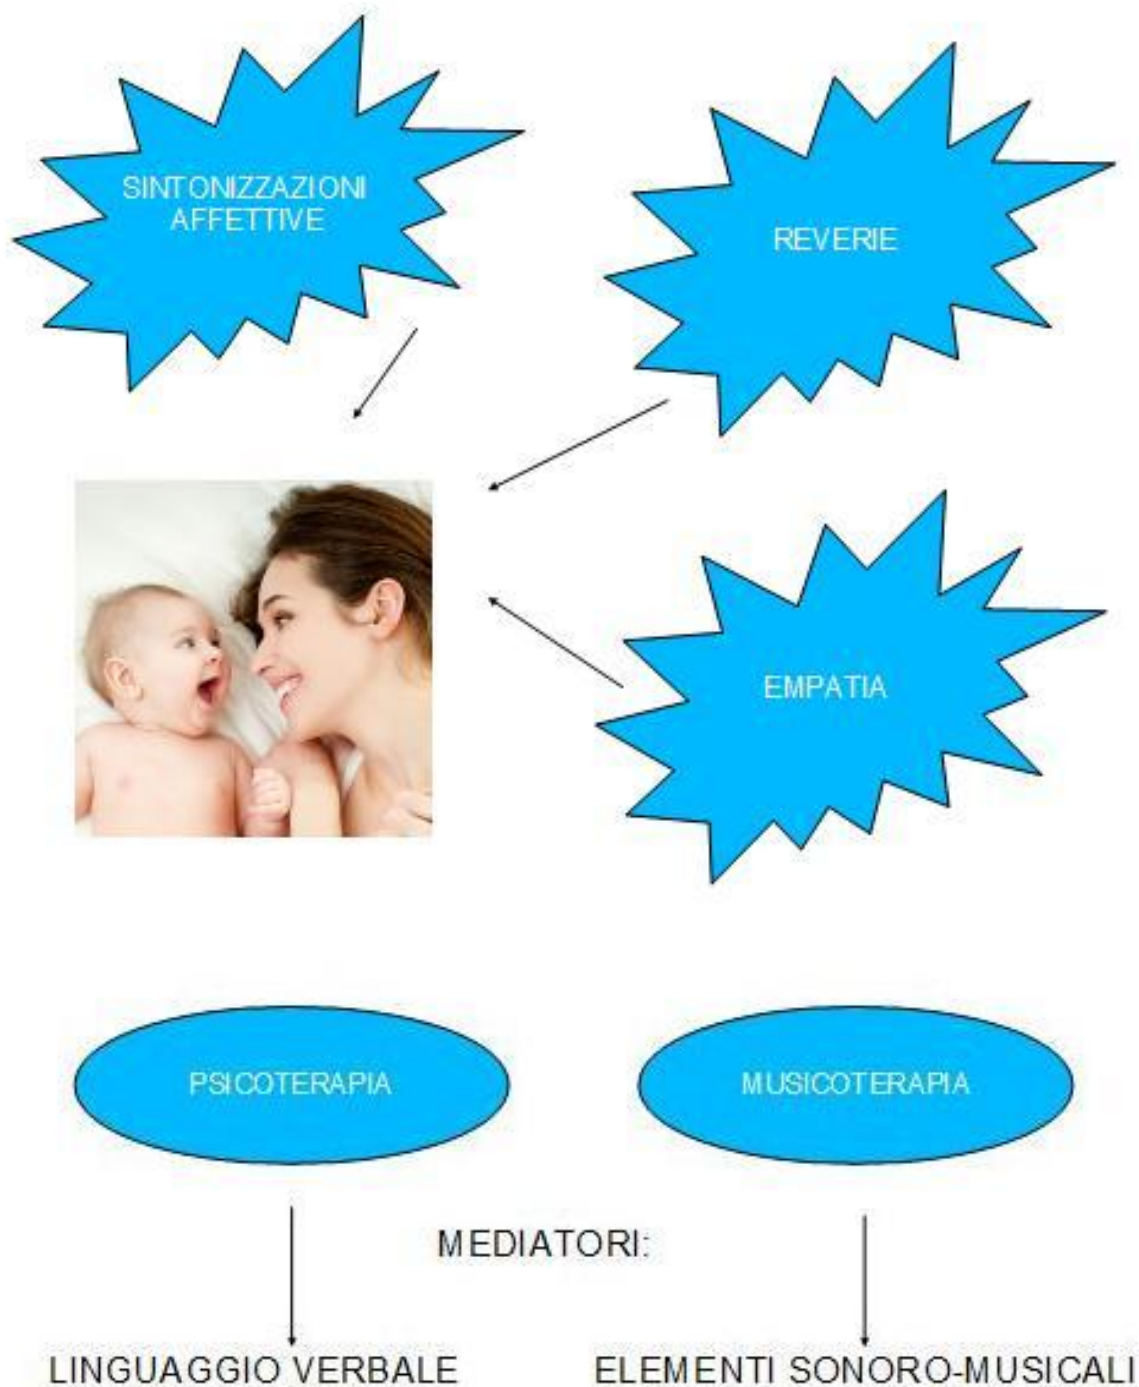 SINTONIZZAZIONI
AFFETTIVE
REVERIE
EMPATIA
PSICOTERAPIA
MUSICOTERAPIA
MEDIATORI:
LINGUAGGIO VERBALE
ELEMENTI SONORO-MUSICALI